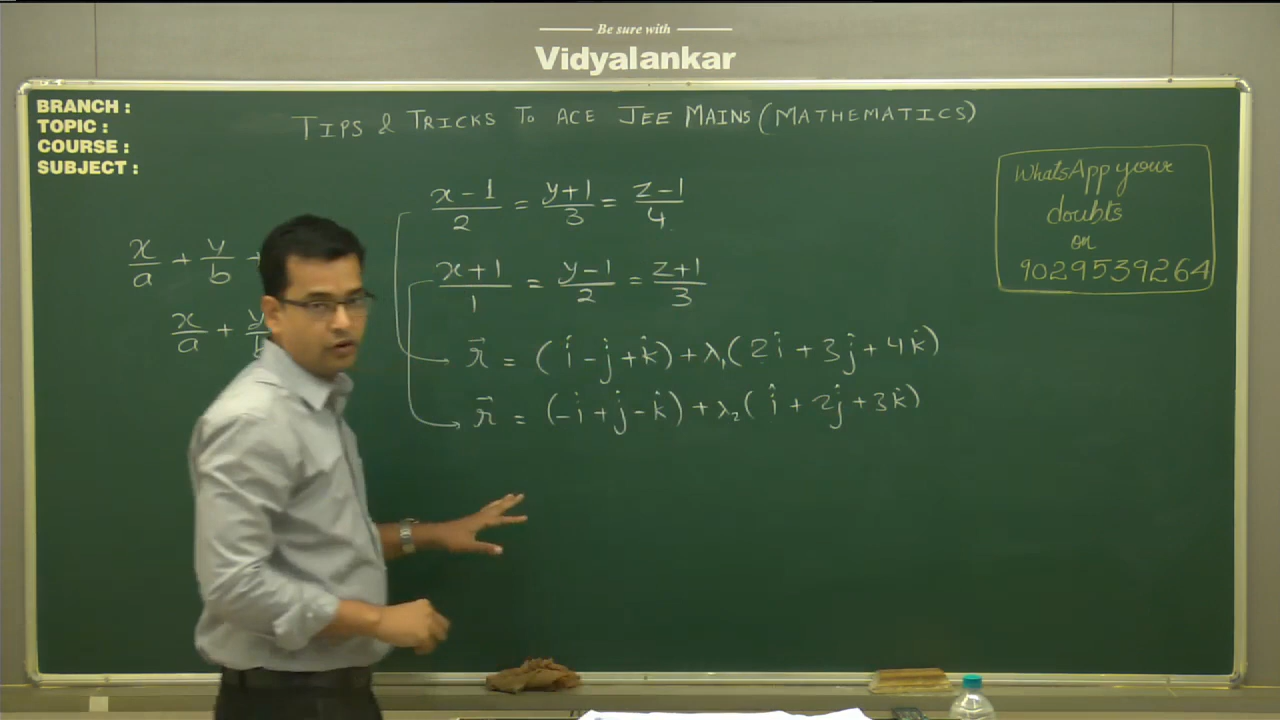 Be sure with
Vidyalankar
BRANCH :
TOPIC :
COURSE :
SUBJECT :
TIPS & TRICKS TO ACE JEE MAINS (MATHEMATICS)
WhatsApp your
doubts
on
9029539264
x/a + y/b +
x/a + y/b
(x-1)/2 = (y+1)/3 = (z-1)/4
(x+1)/1 = (y-1)/2 = (z+1)/3
r⃗ = (î - ĵ + k̂) + λ₁(2î + 3ĵ + 4k̂)
r⃗ = (-î + ĵ - k̂) + λ₂(î + 2ĵ + 3k̂)